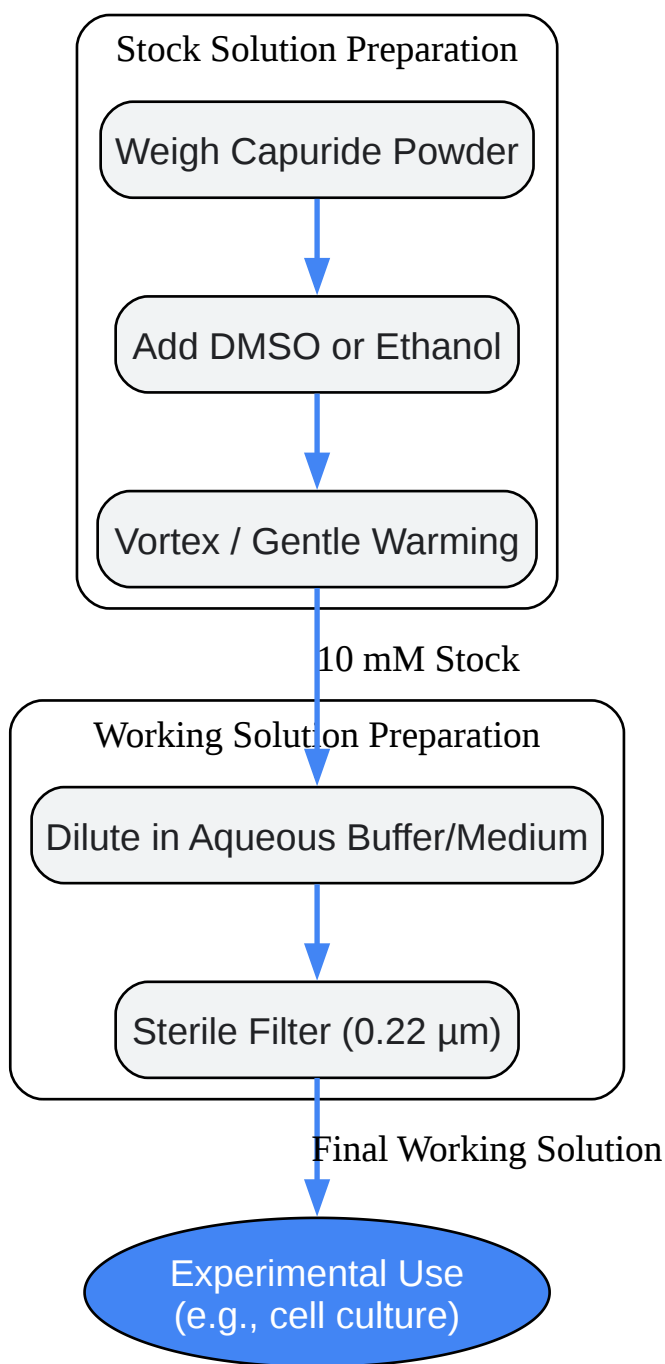 Stock Solution Preparation
Weigh Capuride Powder
Add DMSO or Ethanol
Vortex / Gentle Warming
10 mM Stock
Working Solution Preparation
Dilute in Aqueous Buffer/Medium
Sterile Filter (0.22 µm)
Final Working Solution
Experimental Use
(e.g., cell culture)